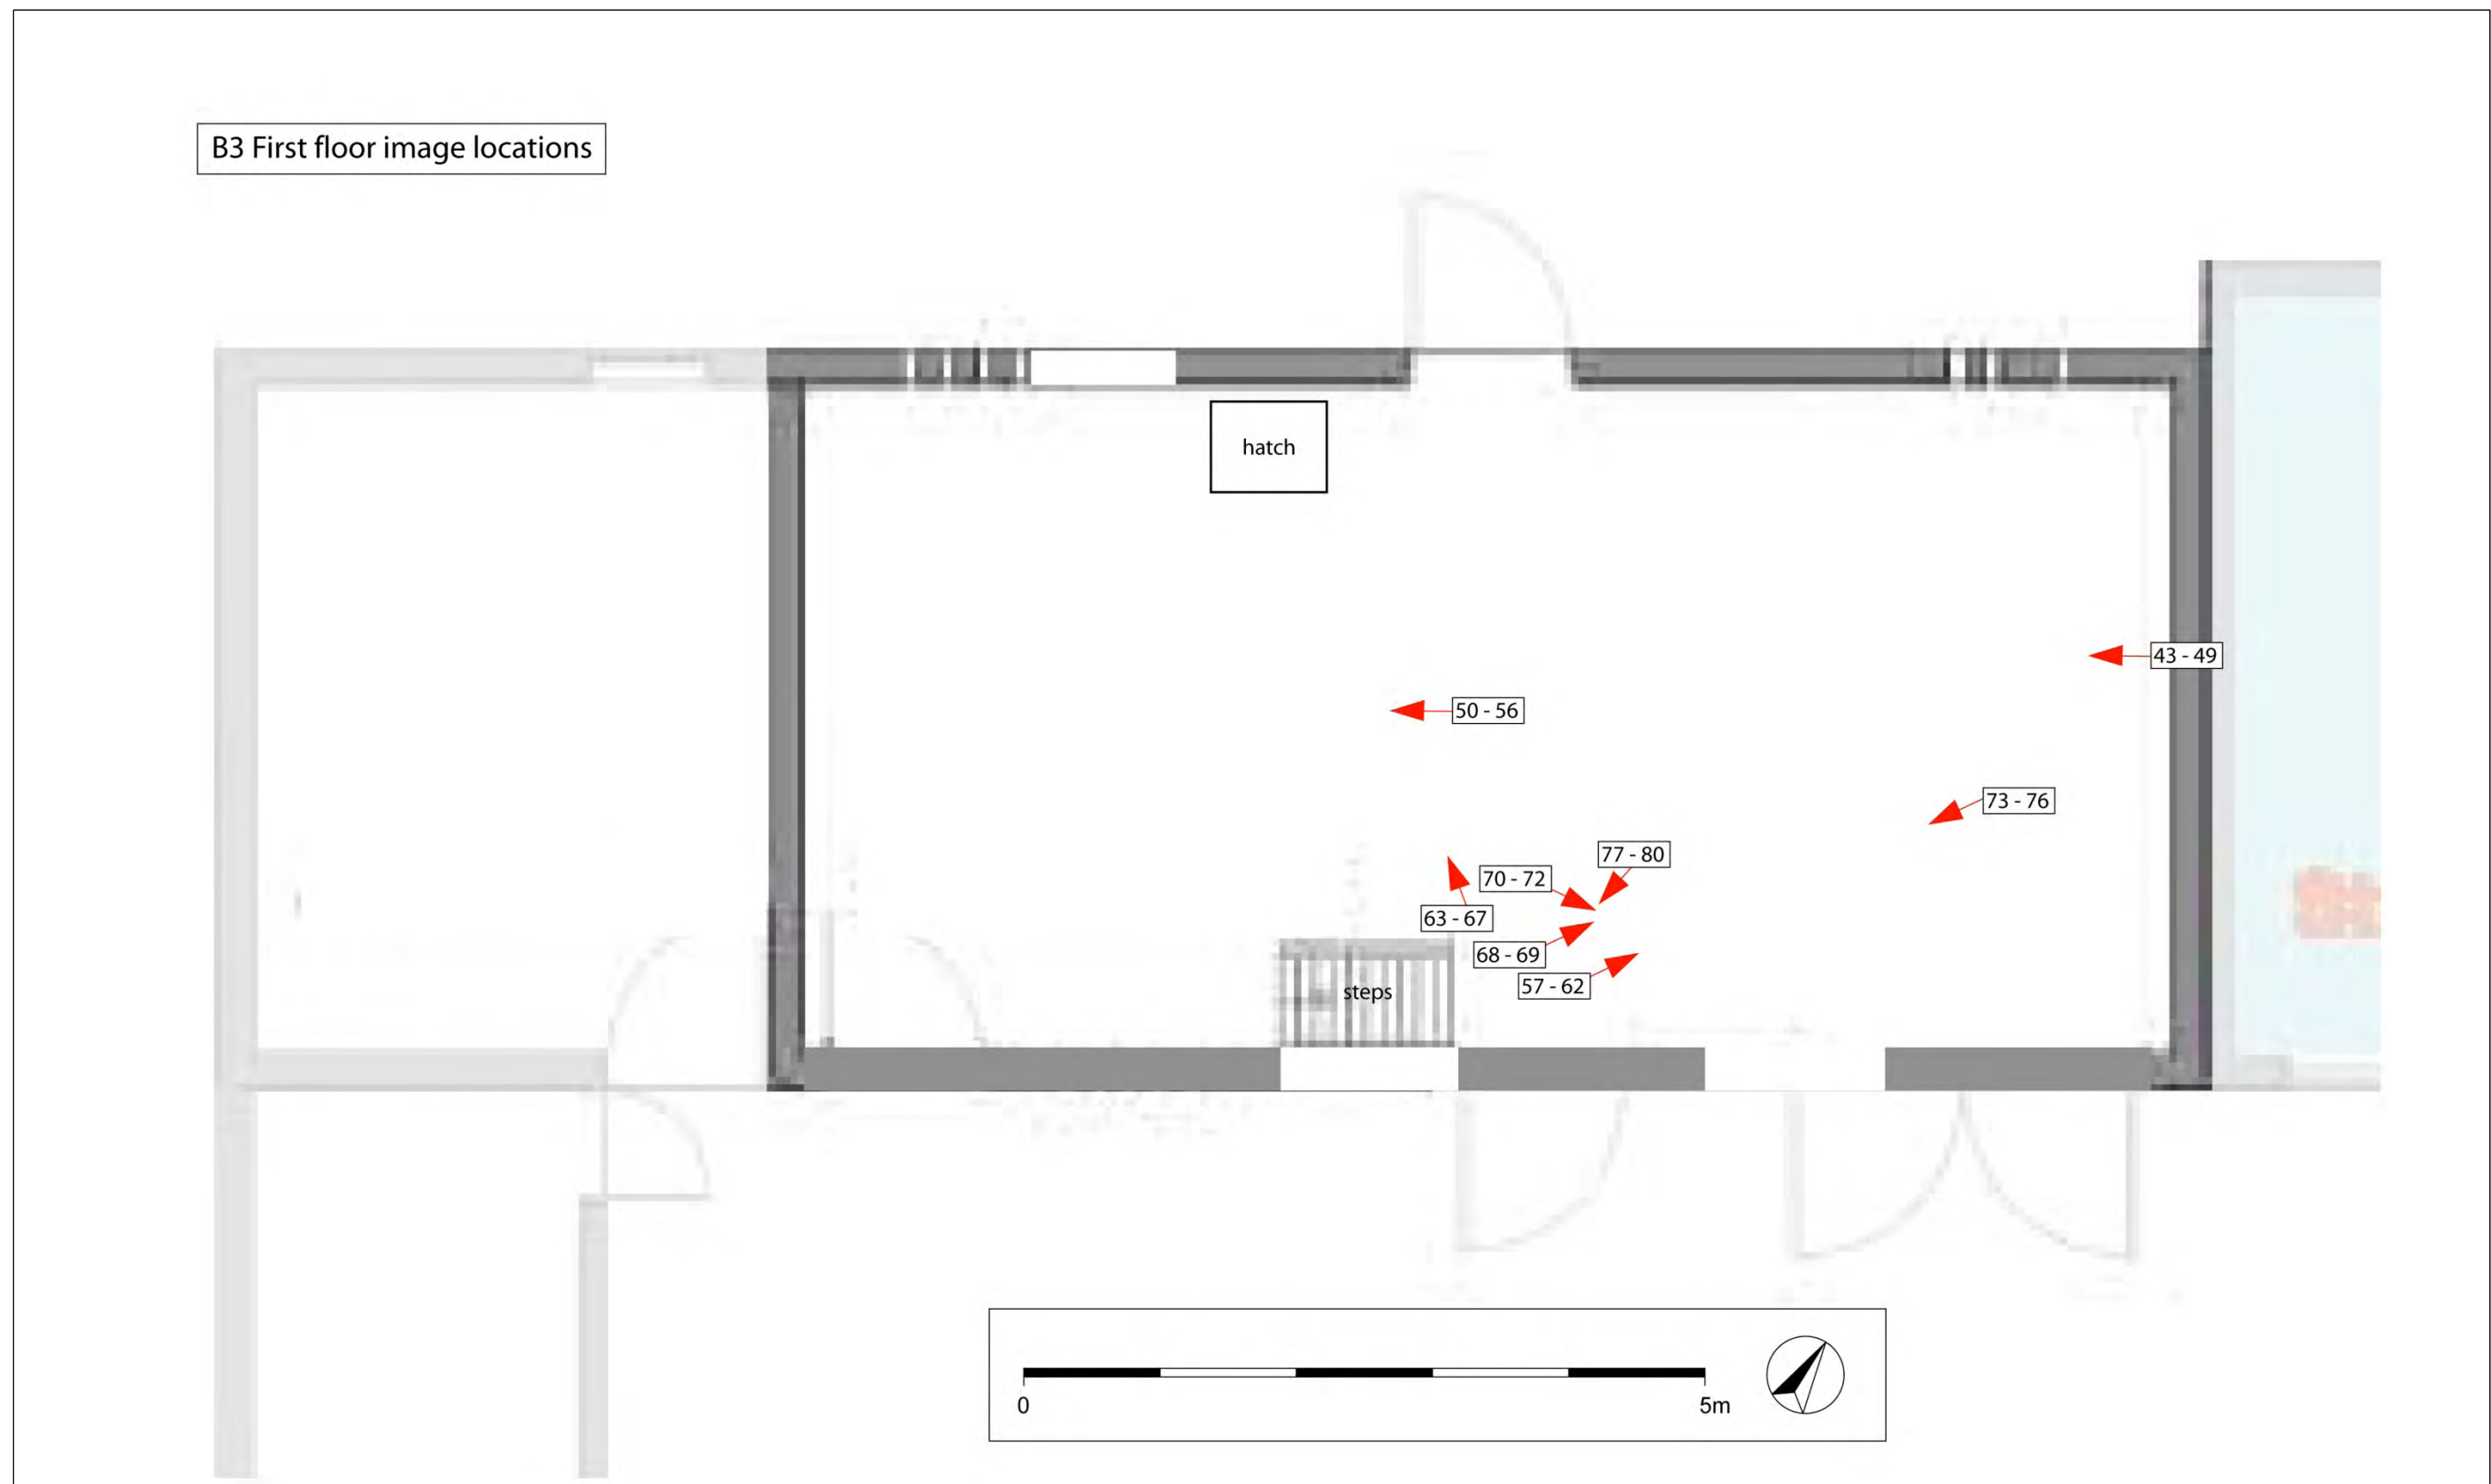 B3 First floor image locations
hatch
43 - 49
50 - 56
73 - 76
77 - 80
70 - 72
63 - 67
68 - 69
57 - 62
steps
0
5m